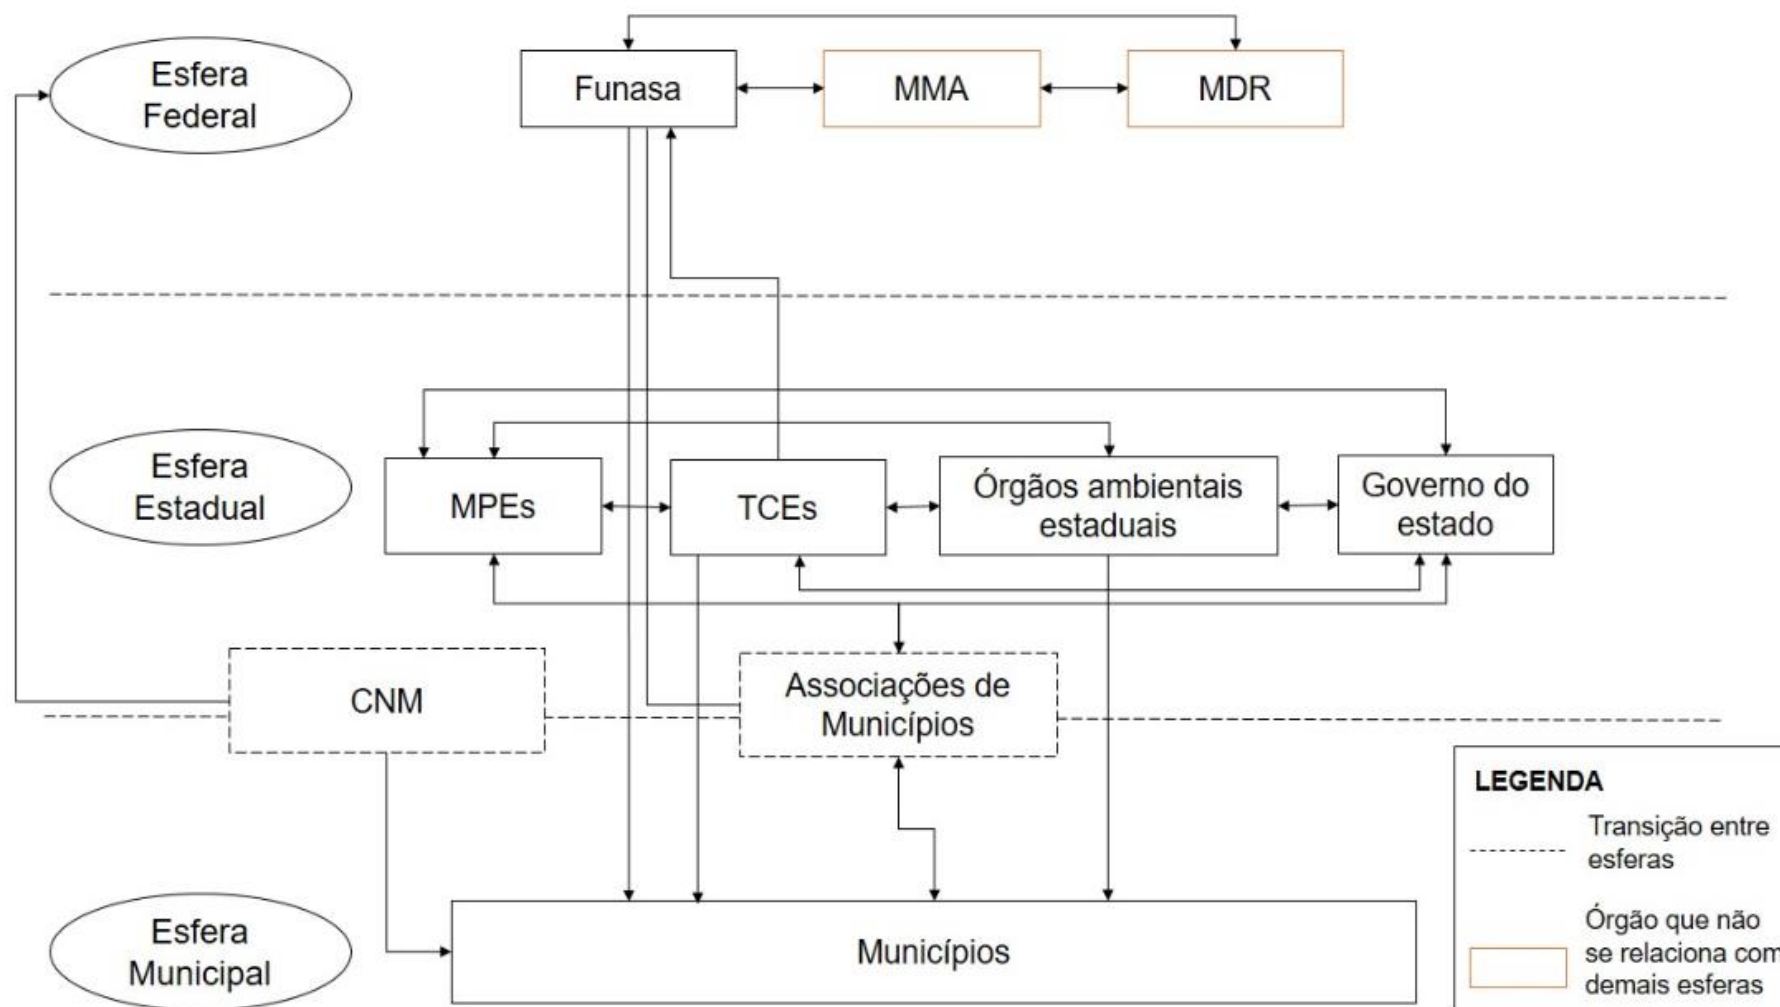 Esfera
Federal
Funasa
MMA
MDR
Esfera
Estadual
MPEs
TCEs
Órgãos ambientais
estaduais
Governo do
estado
CNM
Associações de
Municípios
LEGENDA
Transição entre
esferas
Órgão que não
se relaciona com
demais esferas
Esfera
Municipal
Municípios